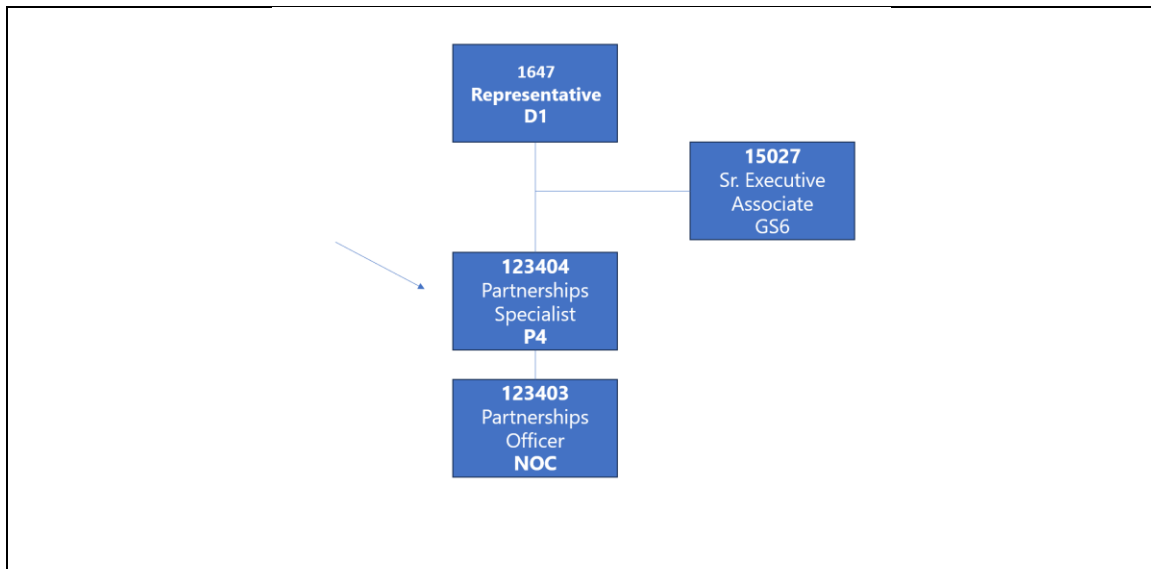 1647
Representative
D1
15027
Sr. Executive
Associate
GS6
123404
Partnerships
Specialist
P4
123403
Partnerships
Officer
NOC